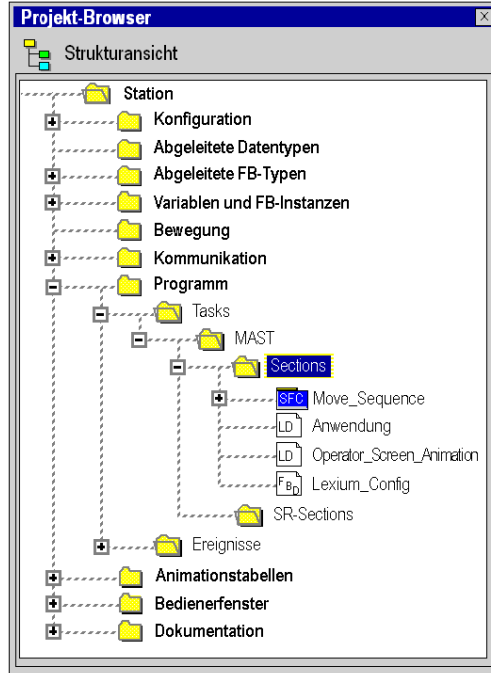 Projekt-Browser
Strukturansicht
Station
Konfiguration
Abgeleitete Datentypen
Abgeleitete FB-Typen
Variablen und FB-Instanzen
Bewegung
Kommunikation
Programm
Tasks
MAST
Sections
SFC Move_Sequence
LD Anwendung
LD Operator_Screen_Animation
FBD Lexium_Config
SR-Sections
Ereignisse
Animationstabellen
Bedienerfenster
Dokumentation